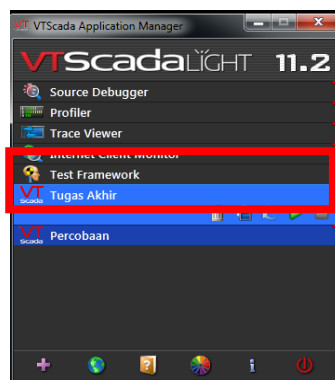 VTScada Application Manager
VTScadaLÏGHT 11.2
Source Debugger
Profiler
Trace Viewer
Internet Client Monitor
Test Framework
VT Scada Tugas Akhir
VT Scada Percobaan